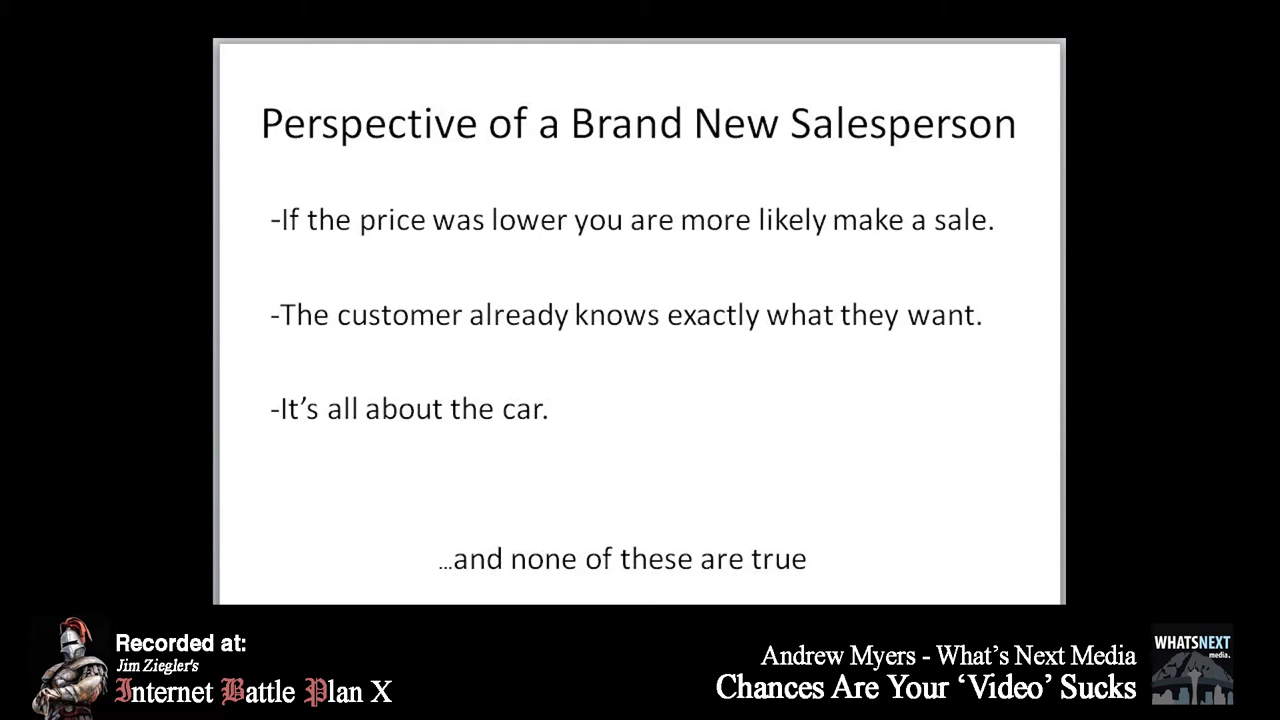 Perspective of a Brand New Salesperson
-If the price was lower you are more likely make a sale.
-The customer already knows exactly what they want.
-It’s all about the car.
...and none of these are true
Recorded at:
Jim Ziegler's
Internet Battle Plan X
Andrew Myers - What’s Next Media
Chances Are Your ‘Video’ Sucks
WHATSNEXT
media.